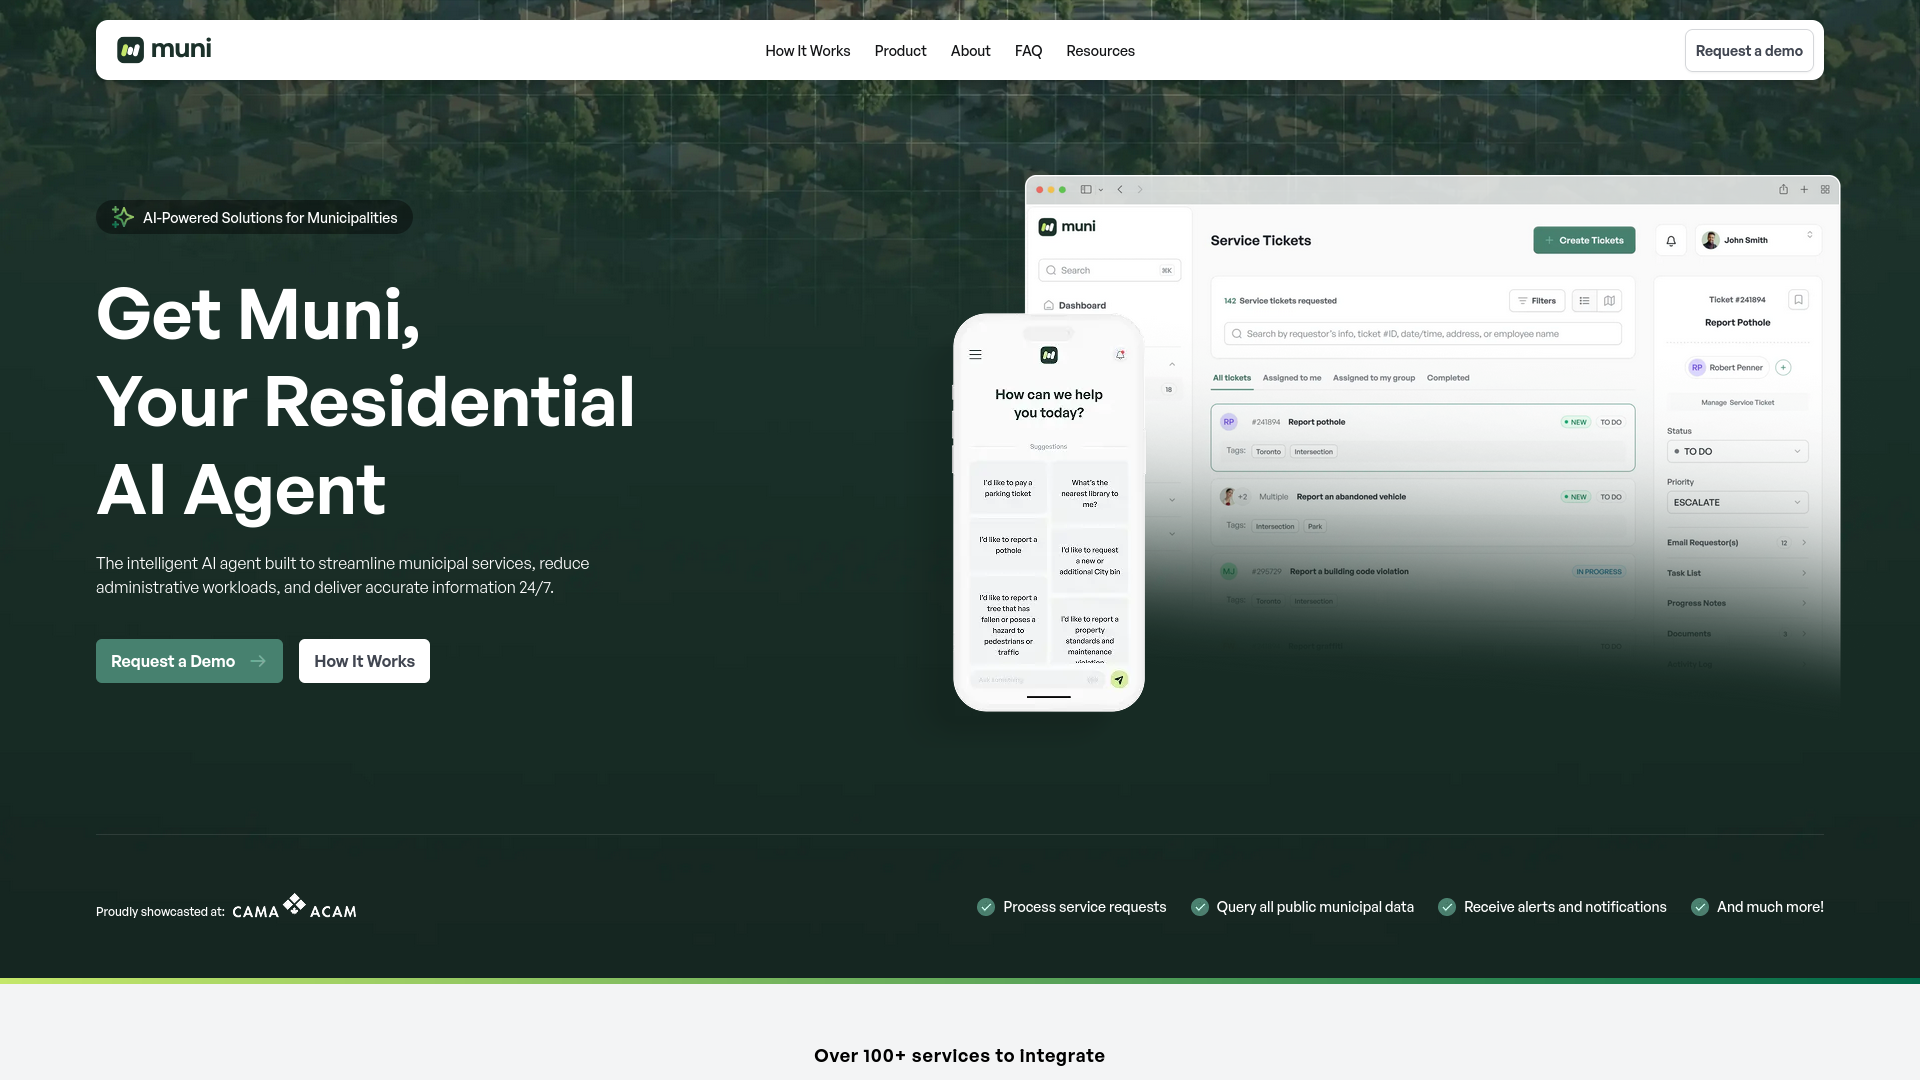 muni
How It Works
Product
About
FAQ
Resources
Request a demo
AI-Powered Solutions for Municipalities
Get Muni,
Your Residential
AI Agent
The intelligent AI agent built to streamline municipal services, reduce
administrative workloads, and deliver accurate information 24/7.
Request a Demo
How It Works
muni
Search
⌘K
Dashboard
18
Service Tickets
Create Tickets
John Smith
142 Service tickets requested
Filters
Search by requestor's info, ticket #ID, date/time, address, or employee name
All tickets
Assigned to me
Assigned to my group
Completed
RP
#241894
Report pothole
NEW
TO DO
Tags:
Toronto
Intersection
+2
Multiple
Report an abandoned vehicle
NEW
TO DO
Tags:
Intersection
Park
MJ
#295729
Report a building code violation
IN PROGRESS
Tags:
Toronto
Intersection
TO DO
Ticket #241894
Report Pothole
RP
Robert Penner
Manage Service Ticket
Status
TO DO
Priority
ESCALATE
Email Requestor(s)
12
Task List
Progress Notes
Documents
3
Activity Log
How can we help
you today?
Suggestions
I'd like to pay a
parking ticket
What's the
nearest library to
me?
I'd like to report a
pothole
I'd like to request
a new or
additional City bin
I'd like to report a
tree that has
fallen or poses a
hazard to
pedestrians or
traffic
I'd like to report a
property
standards and
maintenance
violation
Ask something
Proudly showcasted at:
CAMA ACAM
Process service requests
Query all public municipal data
Receive alerts and notifications
And much more!
Over 100+ services to integrate